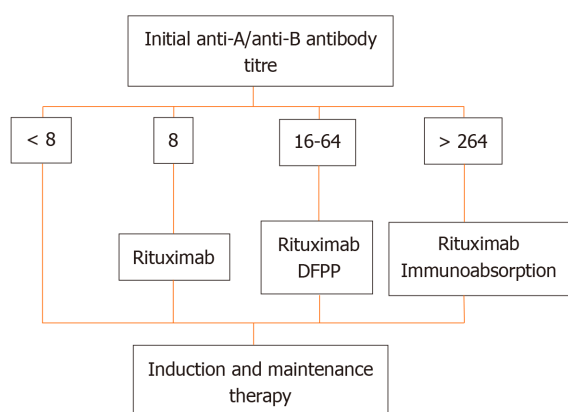 Initial anti-A/anti-B antibody
titre
< 8
8
16-64
> 264
Rituximab
Rituximab
DFPP
Rituximab
Immunoabsorption
Induction and maintenance
therapy